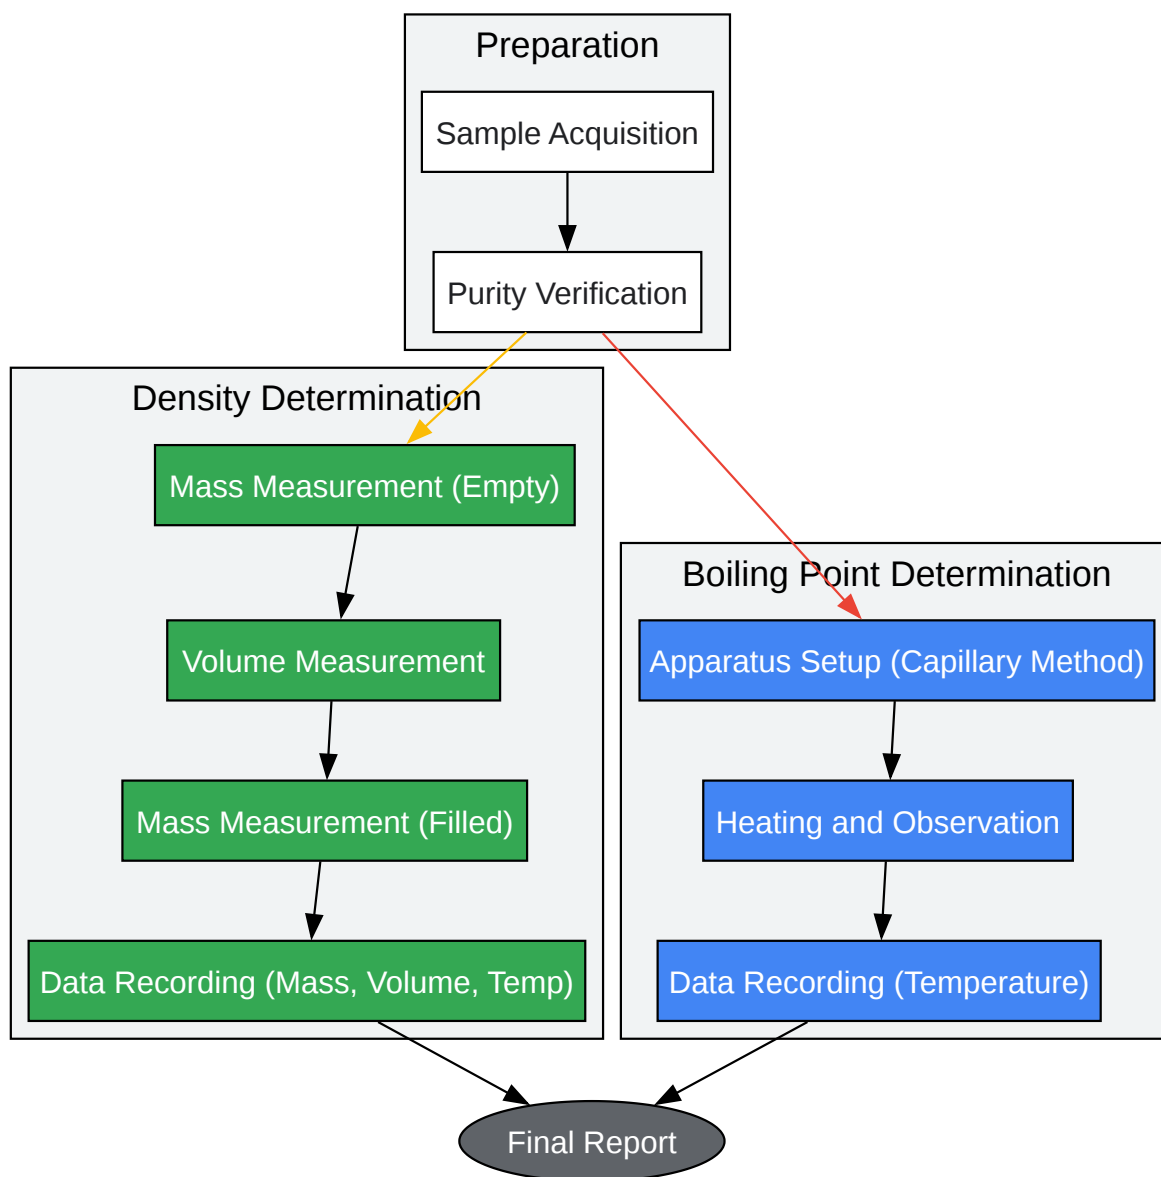 Preparation
Sample Acquisition
Purity Verification
Density Determination
Mass Measurement (Empty)
Volume Measurement
Mass Measurement (Filled)
Data Recording (Mass, Volume, Temp)
Boiling Point Determination
Apparatus Setup (Capillary Method)
Heating and Observation
Data Recording (Temperature)
Final Report